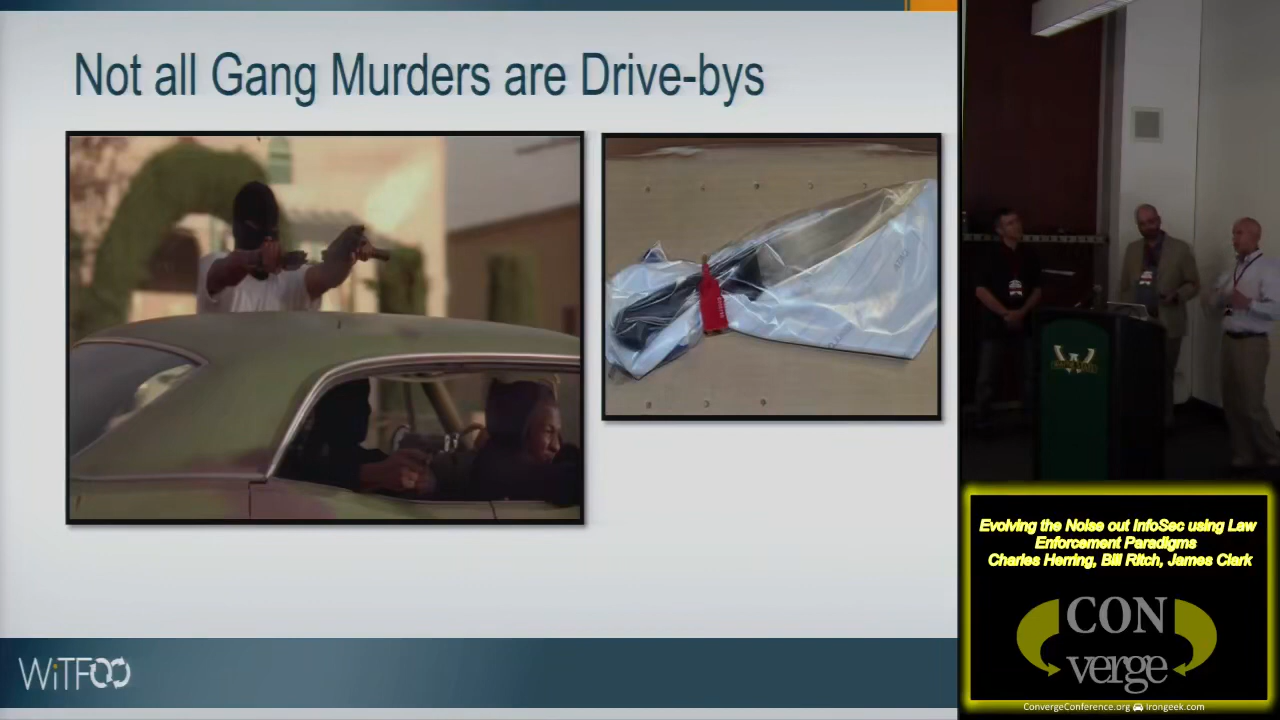 Not all Gang Murders are Drive-bys
WiTFOO
Evolving the Noise out InfoSec using Law
Enforcement Paradigms
Charles Herring, Bill Ritch, James Clark
CON
verge
ConvergeConference.org Irongeek.com